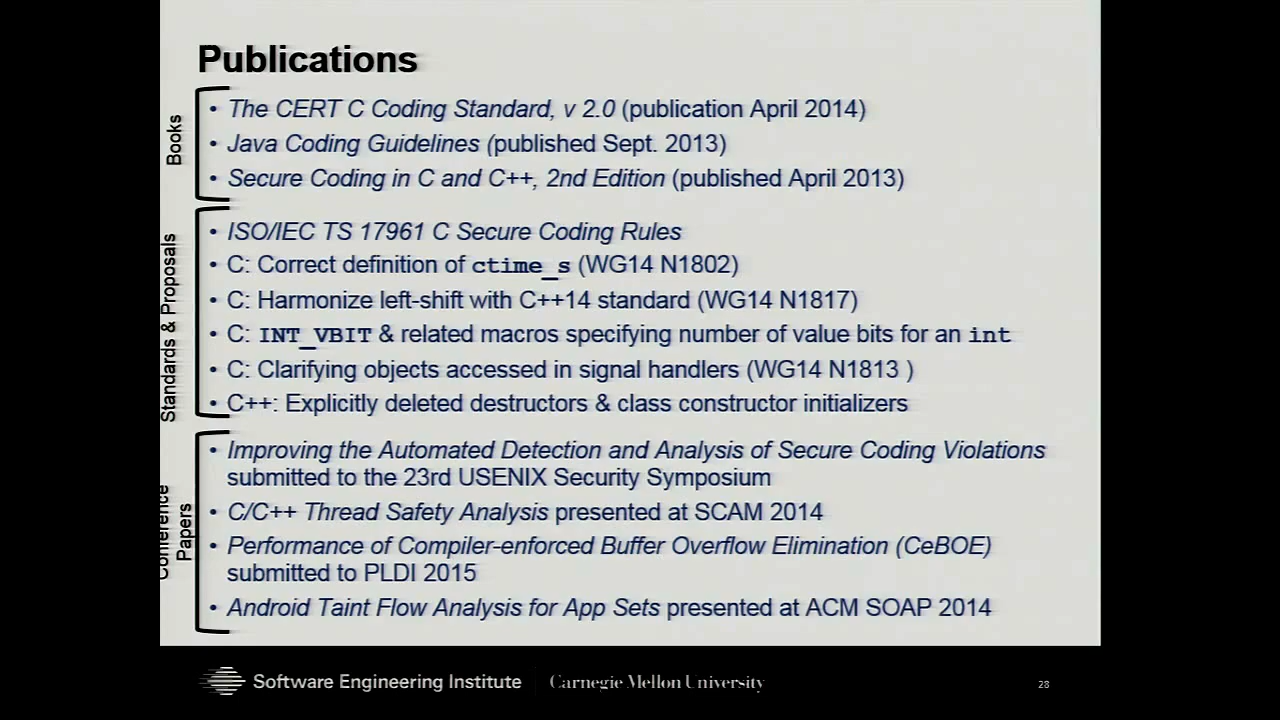 Publications
Books
• The CERT C Coding Standard, v 2.0 (publication April 2014)
• Java Coding Guidelines (published Sept. 2013)
• Secure Coding in C and C++, 2nd Edition (published April 2013)
Standards & Proposals
• ISO/IEC TS 17961 C Secure Coding Rules
• C: Correct definition of ctime_s (WG14 N1802)
• C: Harmonize left-shift with C++14 standard (WG14 N1817)
• C: INT_VBIT & related macros specifying number of value bits for an int
• C: Clarifying objects accessed in signal handlers (WG14 N1813 )
• C++: Explicitly deleted destructors & class constructor initializers
Conference
Papers
• Improving the Automated Detection and Analysis of Secure Coding Violations
submitted to the 23rd USENIX Security Symposium
• C/C++ Thread Safety Analysis presented at SCAM 2014
• Performance of Compiler-enforced Buffer Overflow Elimination (CeBOE)
submitted to PLDI 2015
• Android Taint Flow Analysis for App Sets presented at ACM SOAP 2014
Software Engineering Institute
Carnegie Mellon University
28